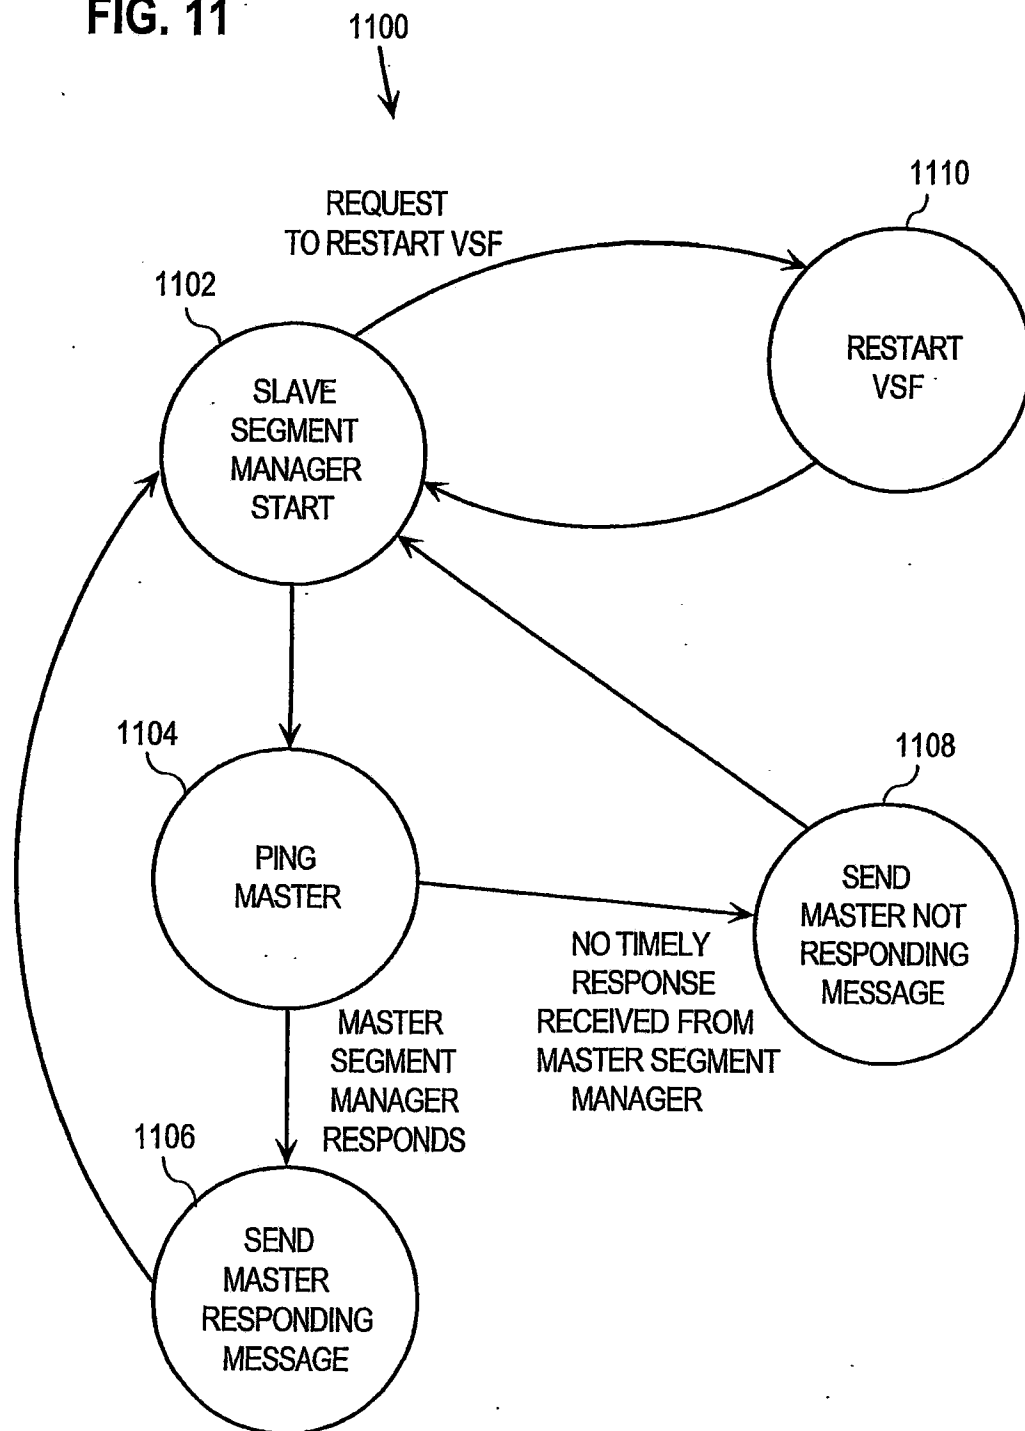 FIG. 11
1100
1110
REQUEST
TO RESTART VSF
1102
RESTART
VSF
SLAVE
SEGMENT
MANAGER
START
1104
1108
PING
MASTER
SEND
MASTER NOT
RESPONDING
MESSAGE
NO TIMELY
RESPONSE
RECEIVED FROM
MASTER SEGMENT
MANAGER
MASTER
SEGMENT
MANAGER
RESPONDS
1106
SEND
MASTER
RESPONDING
MESSAGE